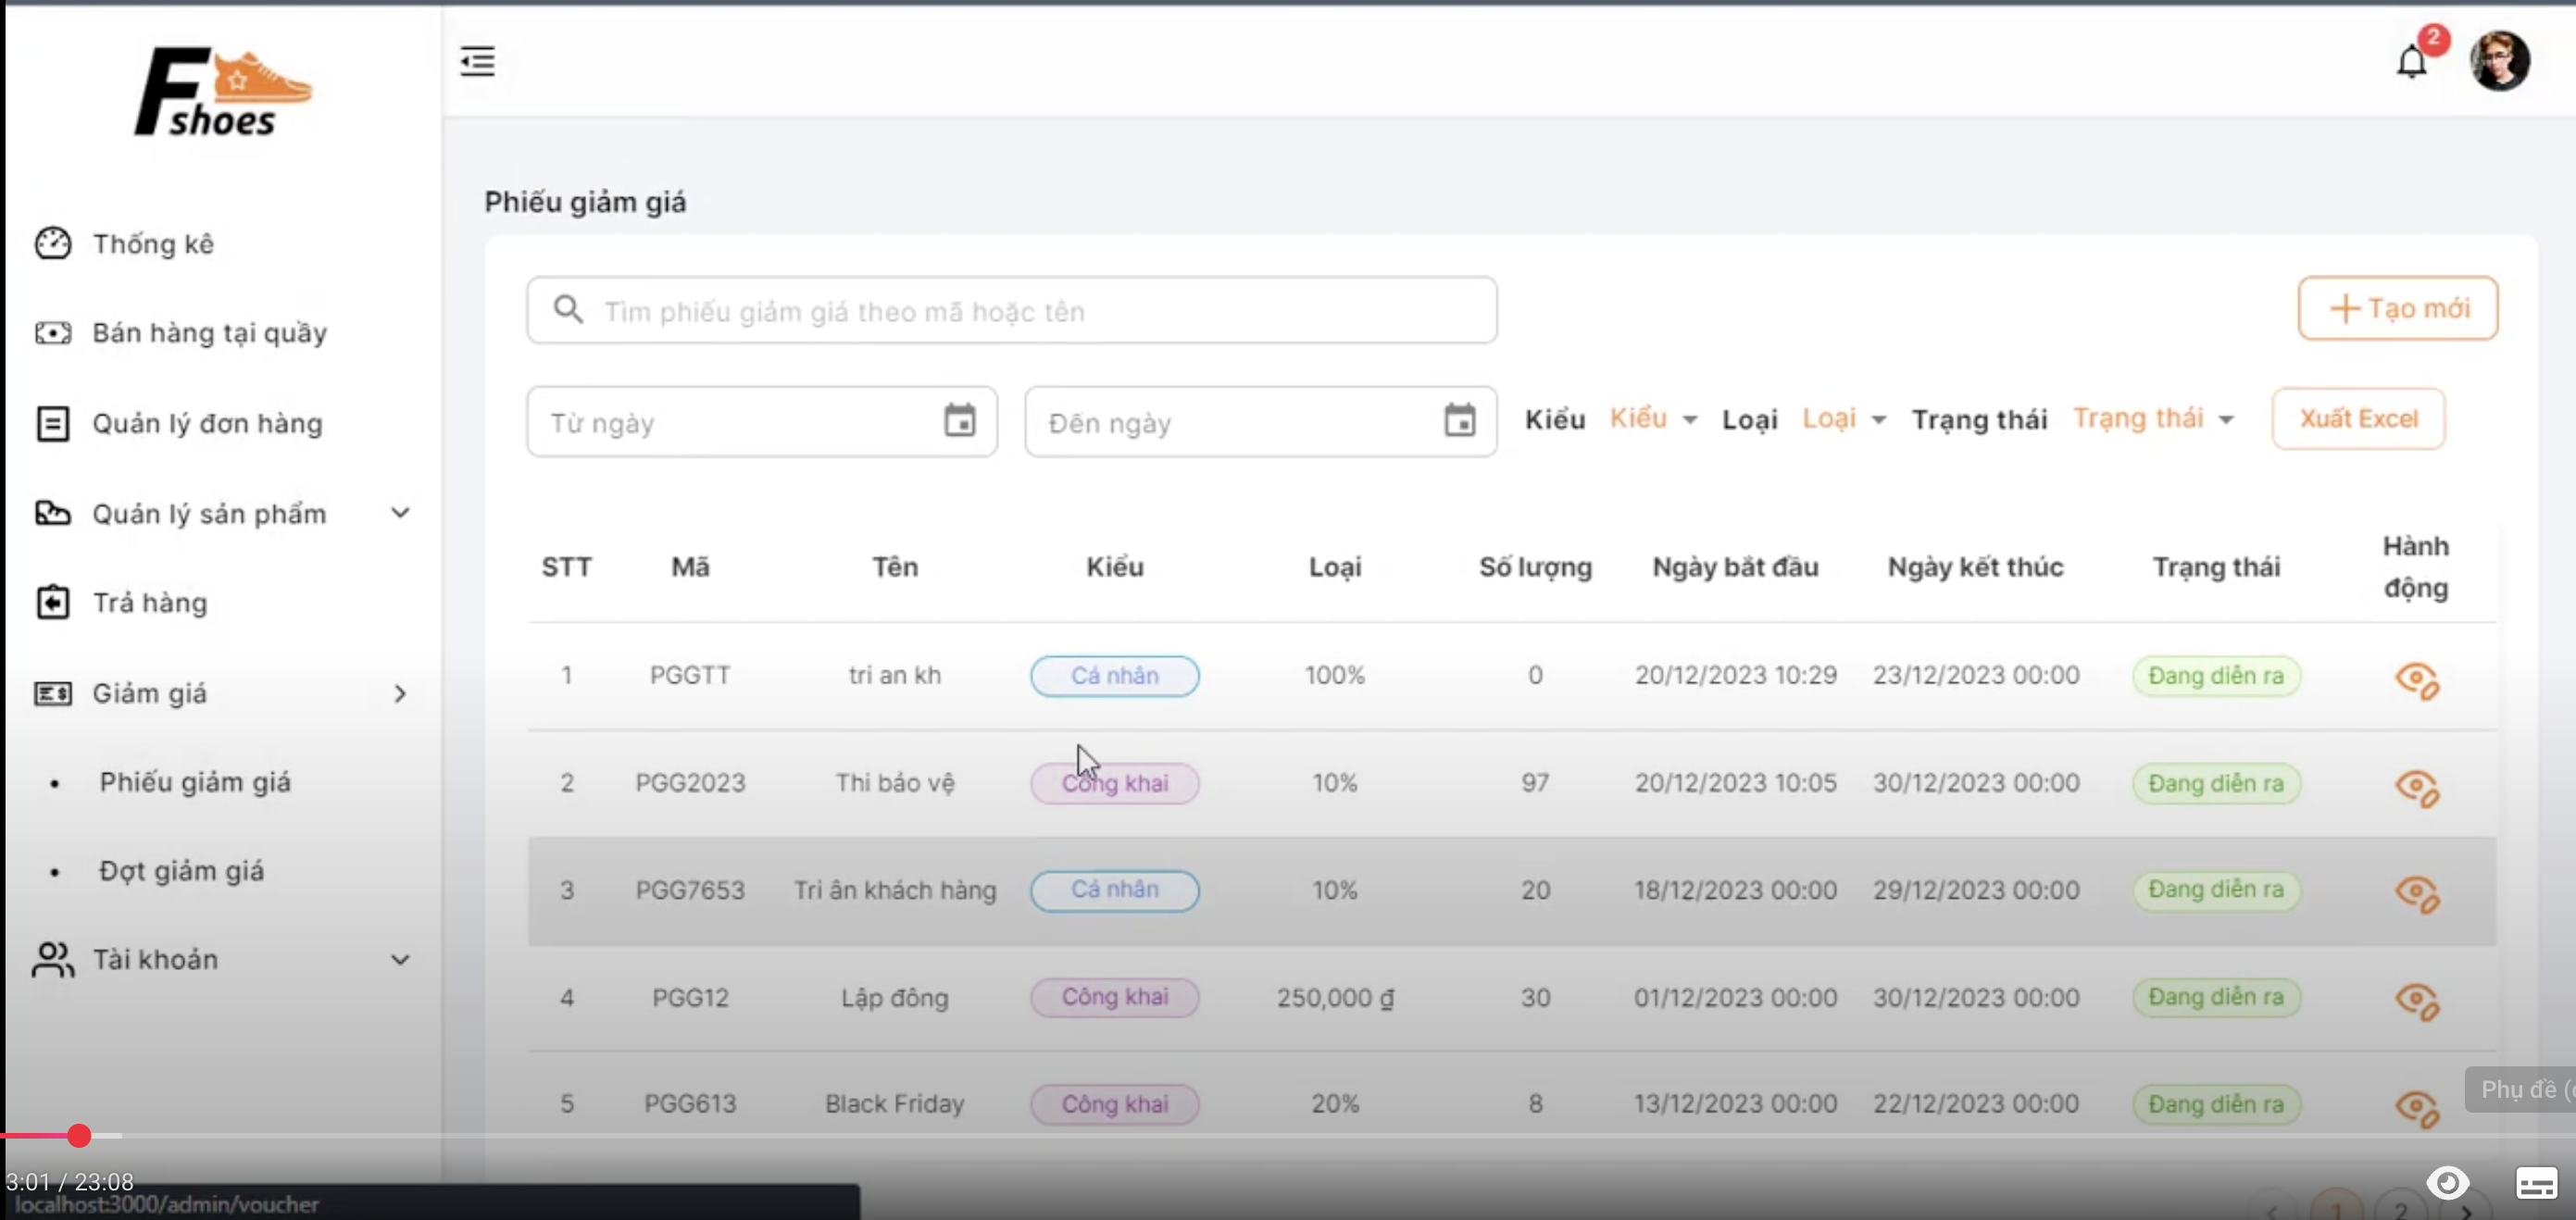 F
shoes
2
Thống kê
Bán hàng tại quầy
Quản lý đơn hàng
Quản lý sản phẩm
Trả hàng
Giảm giá
• Phiếu giảm giá
• Đợt giảm giá
Tài khoản
Phiếu giảm giá
Tìm phiếu giảm giá theo mã hoặc tên
Tạo mới
Từ ngày Đến ngày Kiểu Kiểu Loại Loại Trạng thái Trạng thái Xuất Excel
STT Mã Tên Kiểu Loại Số lượng Ngày bắt đầu Ngày kết thúc Trạng thái Hành động
1 PGGTT tri an kh Cá nhân 100% 0 20/12/2023 10:29 23/12/2023 00:00 Đang diễn ra
2 PGG2023 Thi bảo vệ Công khai 10% 97 20/12/2023 10:05 30/12/2023 00:00 Đang diễn ra
3 PGG7653 Tri ân khách hàng Cá nhân 10% 20 18/12/2023 00:00 29/12/2023 00:00 Đang diễn ra
4 PGG12 Lập đông Công khai 250,000 ₫ 30 01/12/2023 00:00 30/12/2023 00:00 Đang diễn ra
5 PGG613 Black Friday Công khai 20% 8 13/12/2023 00:00 22/12/2023 00:00 Đang diễn ra
Phụ đề (
3:01 / 23:08
localhost:3000/admin/voucher
1 2